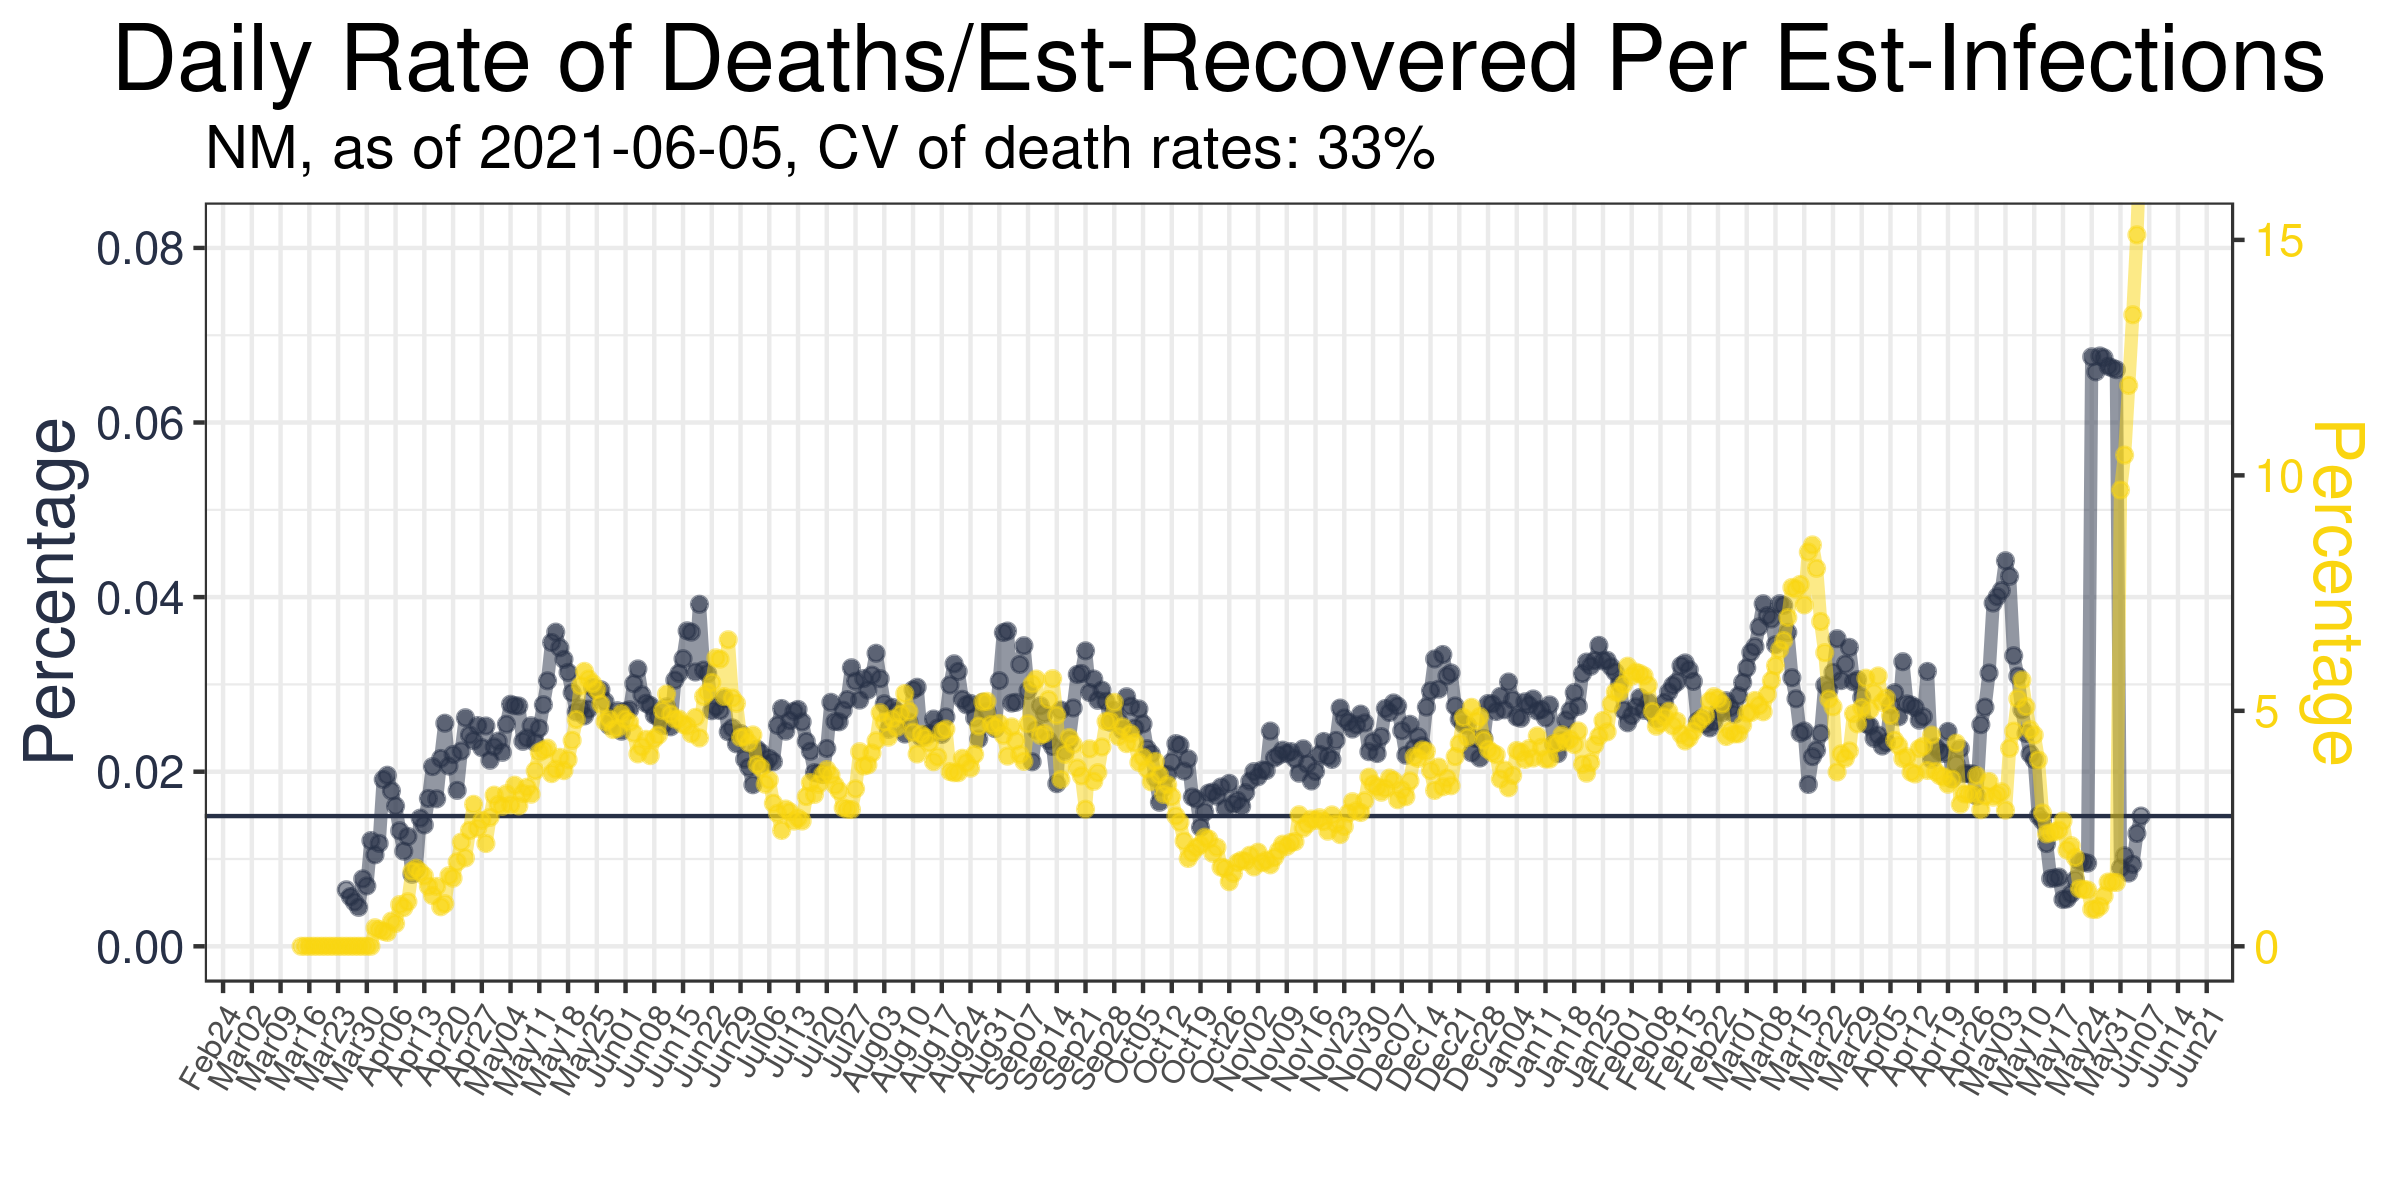 Daily Rate of Deaths/Est-Recovered Per Est-Infections
NM, as of 2021-06-05, CV of death rates: 33%
Percentage
0.08
0.06
0.04
0.02
0.00
15
10
5
0
Percentage
Feb24
Mar02
Mar09
Mar16
Mar23
Mar30
Apr06
Apr13
Apr20
Apr27
May04
May11
May18
May25
Jun01
Jun08
Jun15
Jun22
Jun29
Jul06
Jul13
Jul20
Jul27
Aug03
Aug10
Aug17
Aug24
Aug31
Sep07
Sep14
Sep21
Sep28
Oct05
Oct12
Oct19
Oct26
Nov02
Nov09
Nov16
Nov23
Nov30
Dec07
Dec14
Dec21
Dec28
Jan04
Jan11
Jan18
Jan25
Feb01
Feb08
Feb15
Feb22
Mar01
Mar08
Mar15
Mar22
Mar29
Apr05
Apr12
Apr19
Apr26
May03
May10
May17
May24
May31
Jun07
Jun14
Jun21